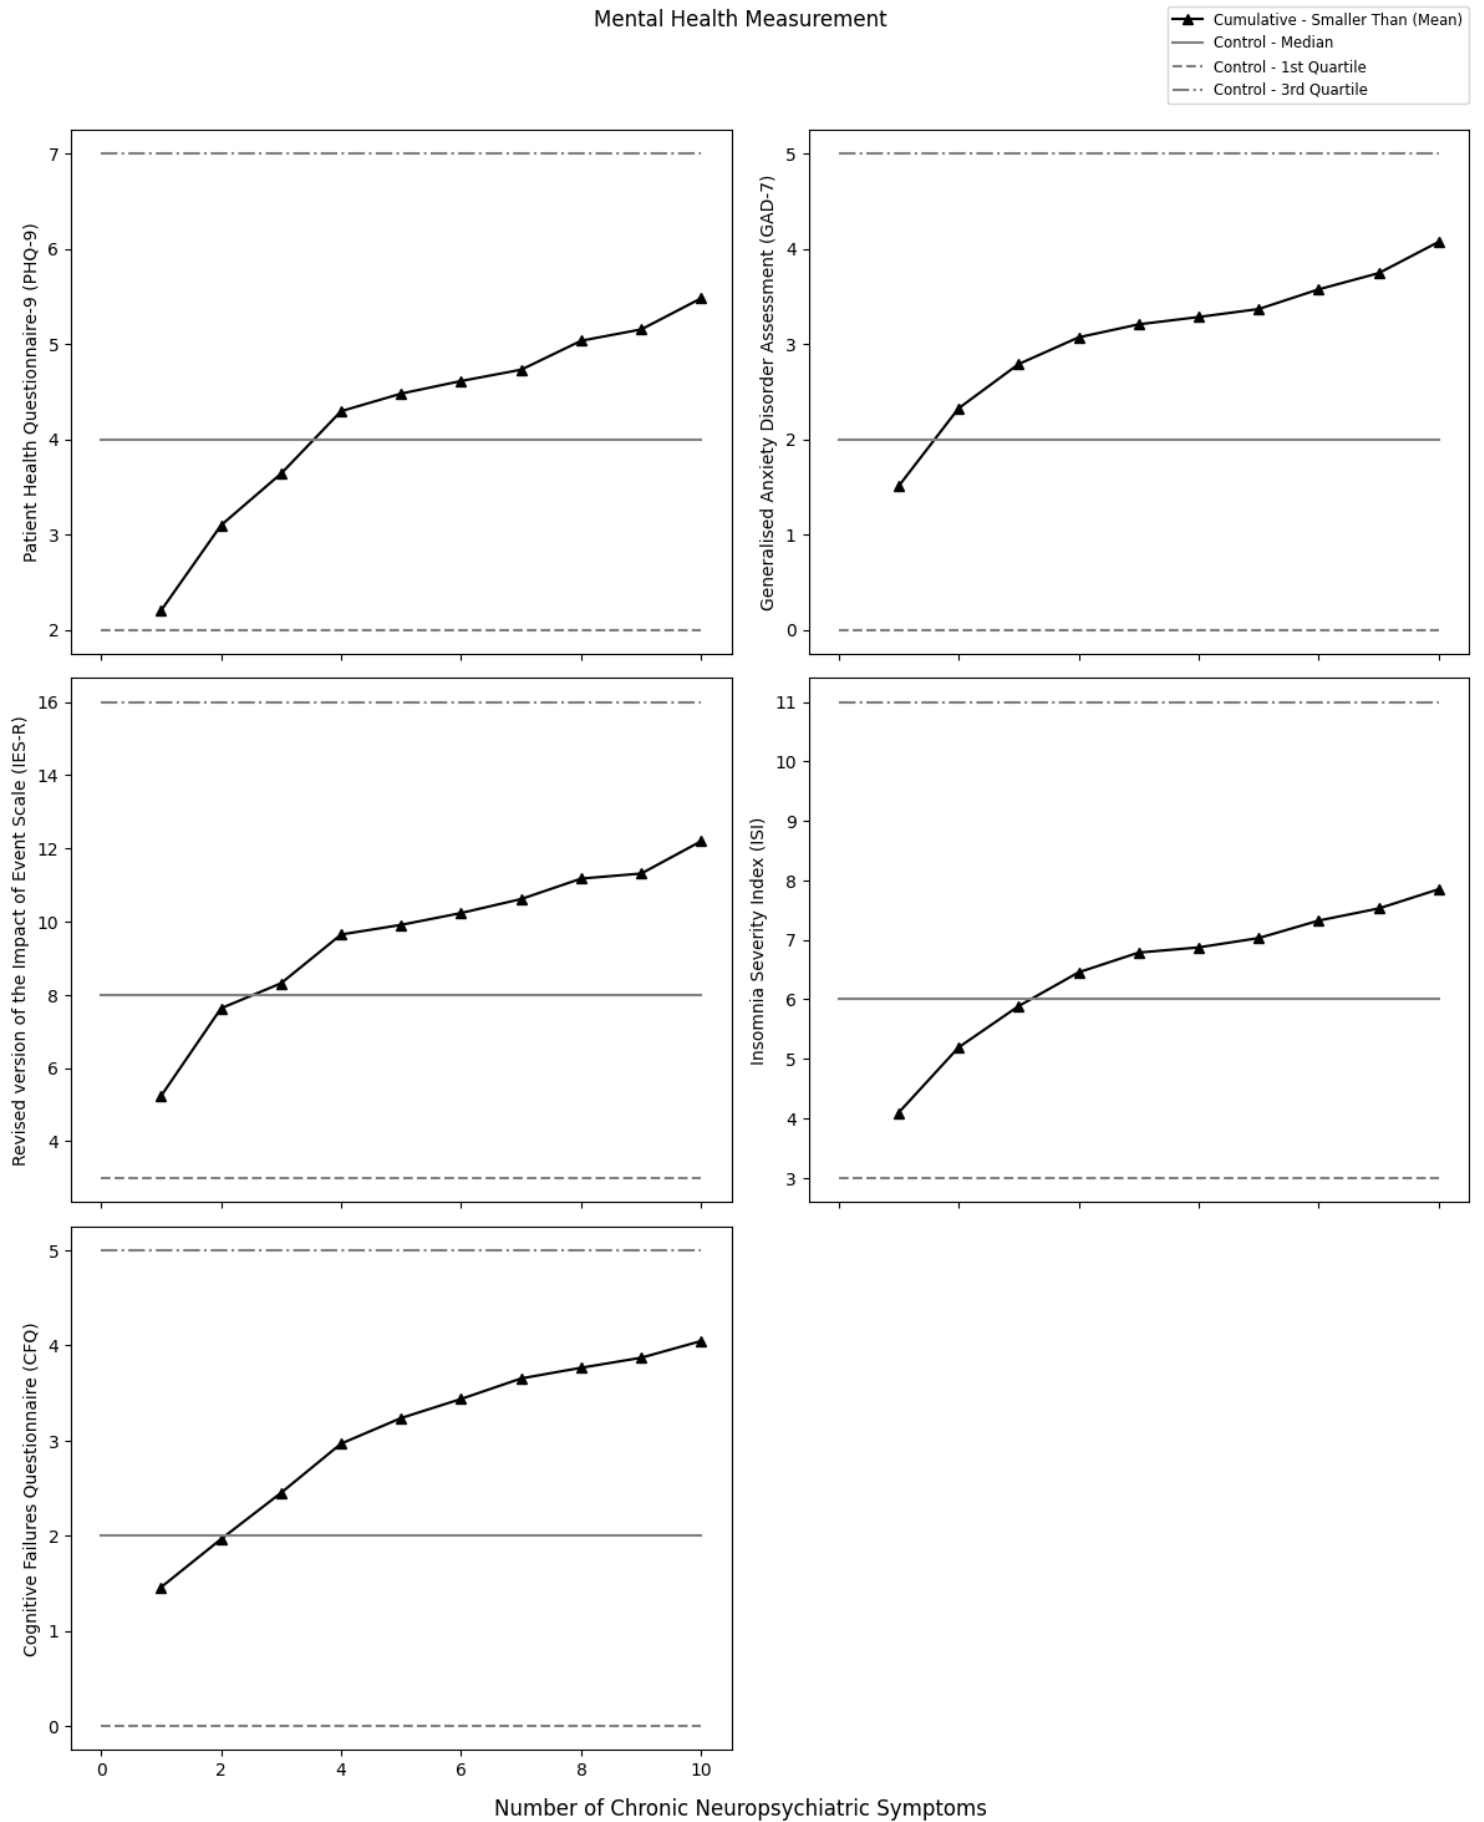 Mental Health Measurement
Cumulative - Smaller Than (Mean)
Control - Median
Control - 1st Quartile
Control - 3rd Quartile
Patient Health Questionnaire-9 (PHQ-9)
7
6
5
4
3
2
Generalised Anxiety Disorder Assessment (GAD-7)
5
4
3
2
1
0
Revised version of the Impact of Event Scale (IES-R)
16
14
12
10
8
6
4
Insomnia Severity Index (ISI)
11
10
9
8
7
6
5
4
3
Cognitive Failures Questionnaire (CFQ)
5
4
3
2
1
0
0 2 4 6 8 10
Number of Chronic Neuropsychiatric Symptoms